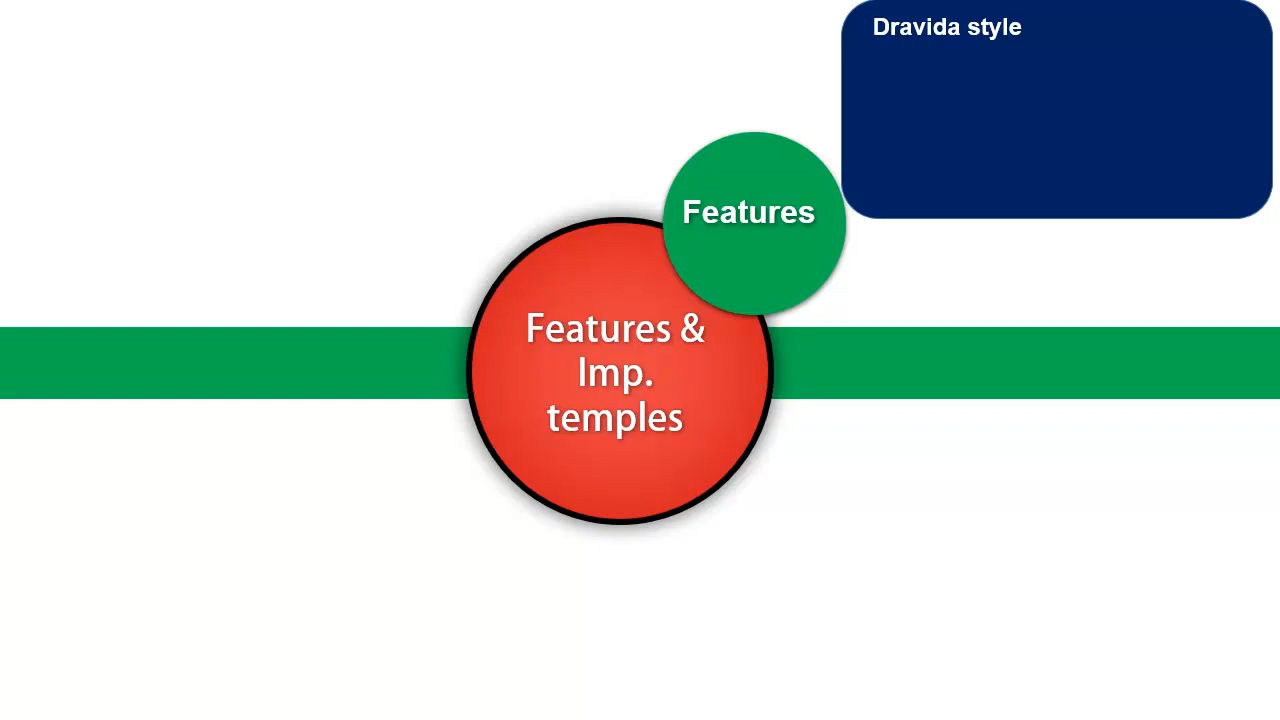 Dravida style
Features
Features &
Imp.
temples